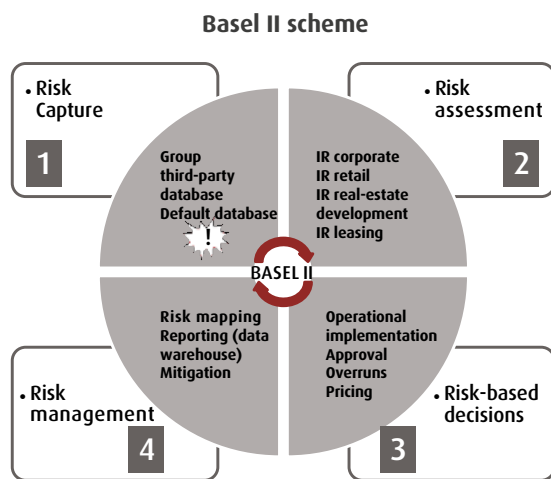 Basel II scheme
• Risk
Capture
1
• Risk
assessment
2
Group
third-party
database
Default database
!
IR corporate
IR retail
IR real-estate
development
IR leasing
BASEL II
Risk mapping
Reporting (data
warehouse)
Mitigation
Operational
implementation
Approval
Overruns
Pricing
• Risk
management
4
• Risk-based
decisions
3